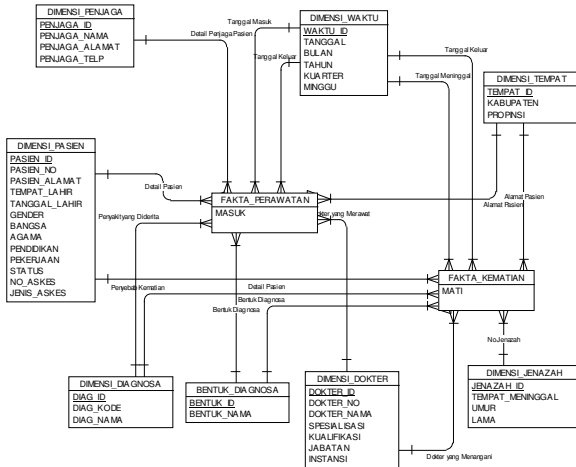 DIMENSI_PENJAGA
PENJAGA_ID
PENJAGA_NAMA
PENJAGA_ALAMAT
PENJAGA_TELP
DIMENSI_WAKTU
WAKTU_ID
TANGGAL
BULAN
TAHUN
KUARTER
MINGGU
Tanggal Masuk
Detail Penjaga Pasien
Tanggal Keluar
Tanggal Keluar
Tanggal Meninggal
DIMENSI_TEMPAT
TEMPAT_ID
KABUPATEN
PROPINSI
DIMENSI_PASIEN
PASIEN_ID
PASIEN_NO
PASIEN_ALAMAT
TEMPAT_LAHIR
TANGGAL_LAHIR
GENDER
BANGSA
AGAMA
PENDIDIKAN
PEKERJAAN
STATUS
NO_ASKES
JENIS_ASKES
Detail Pasien
FAKTA_PERAWATAN
MASUK
Alamat Pasien
Alamat Pasien
Penyakit yang Diderita
Dokter yang Merawat
FAKTA_KEMATIAN
MATI
Penyebab Kematian
Detail Pasien
Bentuk Diagnosa
Bentuk Diagnosa
No Jenazah
DIMENSI_DIAGNOSA
DIAG_ID
DIAG_KODE
DIAG_NAMA
BENTUK_DIAGNOSA
BENTUK_ID
BENTUK_NAMA
DIMENSI_DOKTER
DOKTER_ID
DOKTER_NO
DOKTER_NAMA
SPESIALISASI
KUALIFIKASI
JABATAN
INSTANSI
DIMENSI_JENAZAH
JENAZAH_ID
TEMPAT_MENINGGAL
UMUR
LAMA
Dokter yang Menangani